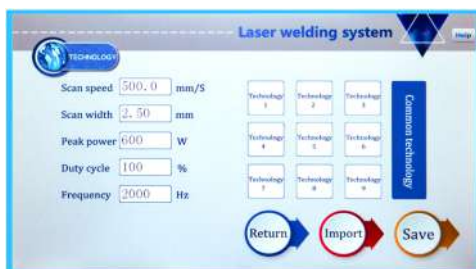 Laser welding system
Help
TECHNOLOGY
Scan speed 500.0 mm/S
Scan width 2.50 mm
Peak power 600 W
Duty cycle 100 %
Frequency 2000 Hz
Technology 1
Technology 2
Technology 3
Technology 4
Technology 5
Technology 6
Technology 7
Technology 8
Technology 9
Common technology
Return
Import
Save